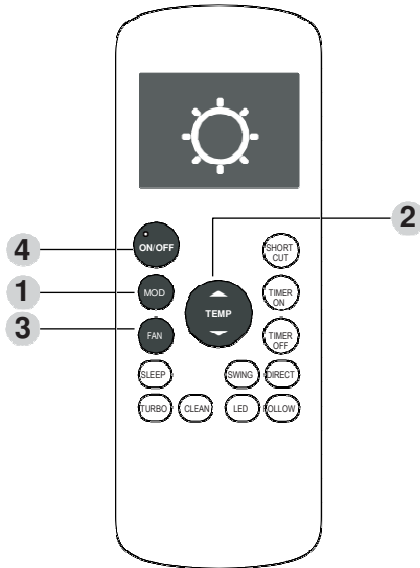 2
4
ON/OFF
SHORT
CUT
1
MOD
TEMP
TIMER
ON
3
FAN
TIMER
OFF
SLEEP
SWING
DIRECT
TURBO
CLEAN
LED
FOLLOW